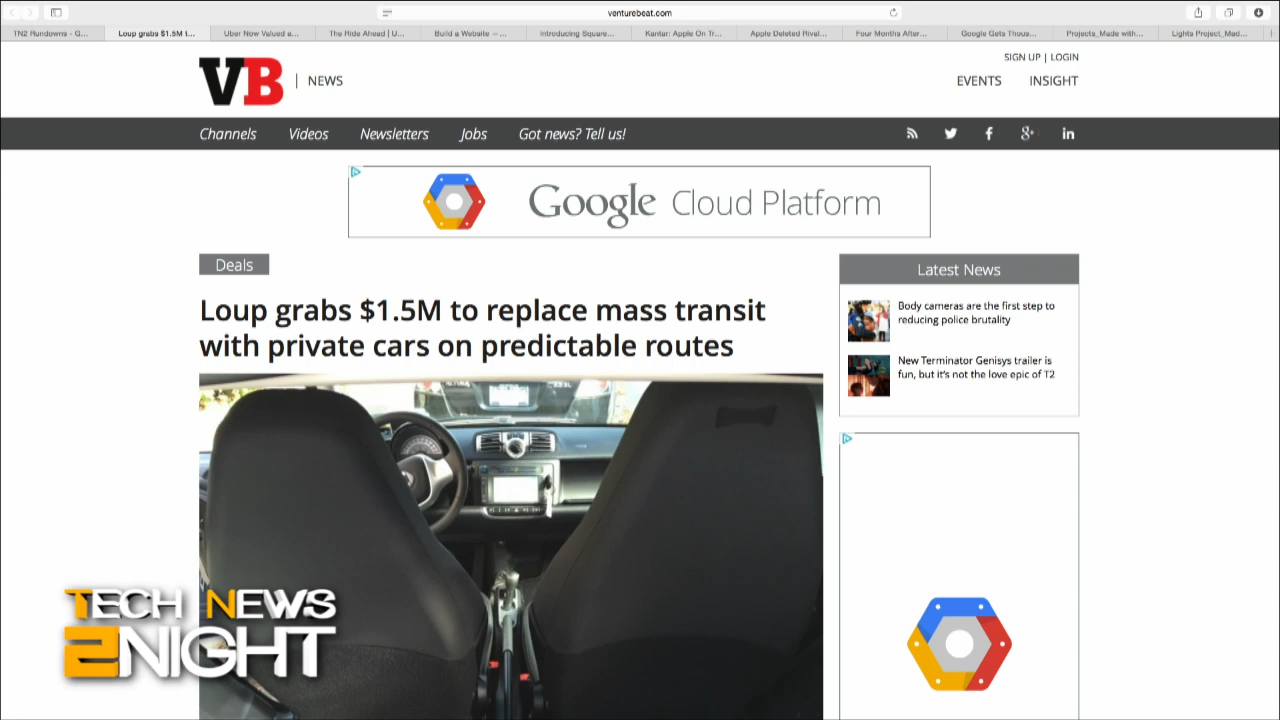 venturebeat.com
TN2 Rundowns - G...
Loup grabs $1.5M t...
Uber Now Valued a...
The Ride Ahead | U...
Build a Website — ...
Introducing Square...
Kantar: Apple On Tr...
Apple Deleted Rival...
Four Months After...
Google Gets Thous...
Projects_Made with...
Lights Project_Mad...
SIGN UP | LOGIN
VB | NEWS
EVENTS INSIGHT
Channels Videos Newsletters Jobs Got news? Tell us!
Google Cloud Platform
Deals
Loup grabs $1.5M to replace mass transit
with private cars on predictable routes
Latest News
Body cameras are the first step to
reducing police brutality
New Terminator Genisys trailer is
fun, but it's not the love epic of T2
TECH NEWS
2NIGHT